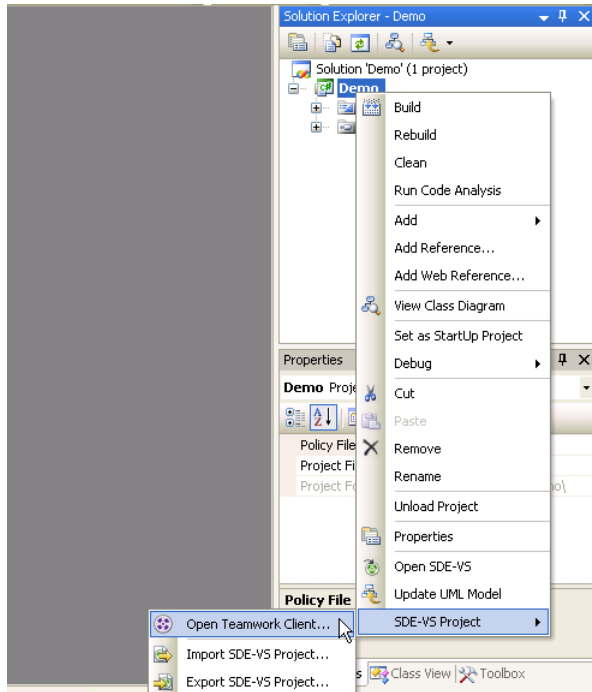 Solution Explorer - Demo
Solution 'Demo' (1 project)
Demo
Build
Rebuild
Clean
Run Code Analysis
Add
Add Reference...
Add Web Reference...
View Class Diagram
Set as StartUp Project
Debug
Cut
Paste
Remove
Rename
Unload Project
Properties
Open SDE-VS
Update UML Model
SDE-VS Project
Properties
Demo Proje
Policy File
Project Fi
Project Fo
no\
Policy File
Open Teamwork Client...
Import SDE-VS Project...
Export SDE-VS Project...
s Class View Toolbox